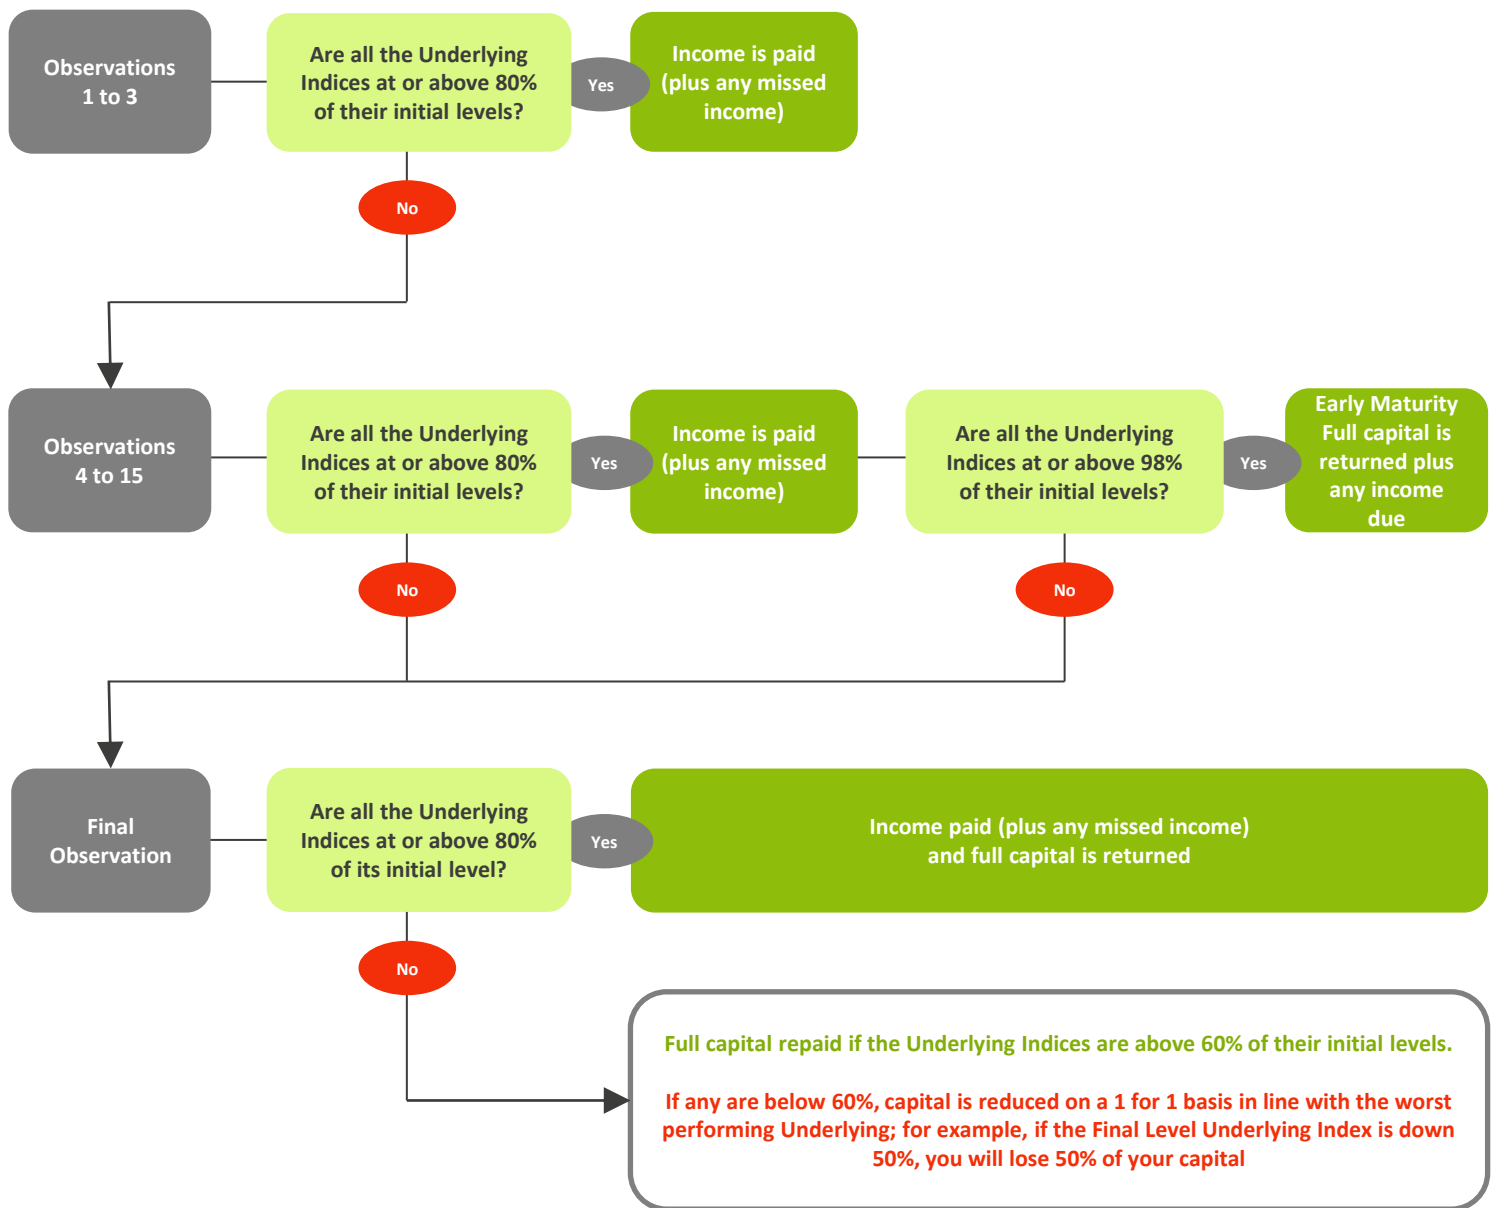 Observations
1 to 3
Are all the Underlying
Indices at or above 80%
of their initial levels?
Yes
Income is paid
(plus any missed
income)
No
Observations
4 to 15
Are all the Underlying
Indices at or above 80%
of their initial levels?
Yes
Income is paid
(plus any missed
income)
Are all the Underlying
Indices at or above 98%
of their initial levels?
Yes
Early Maturity
Full capital is
returned plus
any income
due
No
No
Final
Observation
Are all the Underlying
Indices at or above 80%
of its initial level?
Yes
Income paid (plus any missed income)
and full capital is returned
No
Full capital repaid if the Underlying Indices are above 60% of their initial levels.
If any are below 60%, capital is reduced on a 1 for 1 basis in line with the worst
performing Underlying; for example, if the Final Level Underlying Index is down
50%, you will lose 50% of your capital